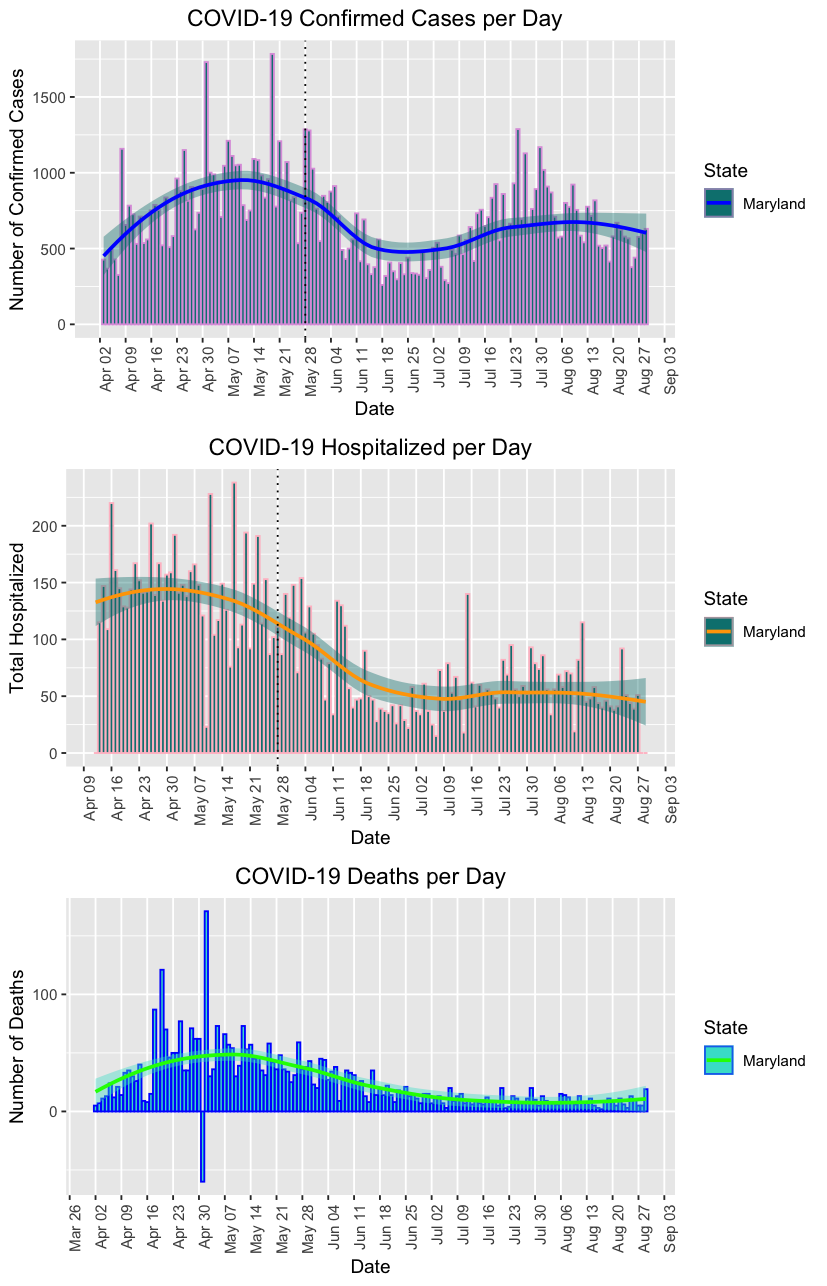 COVID-19 Confirmed Cases per Day
Number of Confirmed Cases
1500
1000
500
0
Apr 02
Apr 09
Apr 16
Apr 23
Apr 30
May 07
May 14
May 21
May 28
Jun 04
Jun 11
Jun 18
Jun 25
Jul 02
Jul 09
Jul 16
Jul 23
Jul 30
Aug 06
Aug 13
Aug 20
Aug 27
Sep 03
Date
State
Maryland
COVID-19 Hospitalized per Day
Total Hospitalized
200
150
100
50
0
Apr 09
Apr 16
Apr 23
Apr 30
May 07
May 14
May 21
May 28
Jun 04
Jun 11
Jun 18
Jun 25
Jul 02
Jul 09
Jul 16
Jul 23
Jul 30
Aug 06
Aug 13
Aug 20
Aug 27
Sep 03
Date
State
Maryland
COVID-19 Deaths per Day
Number of Deaths
100
0
Mar 26
Apr 02
Apr 09
Apr 16
Apr 23
Apr 30
May 07
May 14
May 21
May 28
Jun 04
Jun 11
Jun 18
Jun 25
Jul 02
Jul 09
Jul 16
Jul 23
Jul 30
Aug 06
Aug 13
Aug 20
Aug 27
Sep 03
Date
State
Maryland